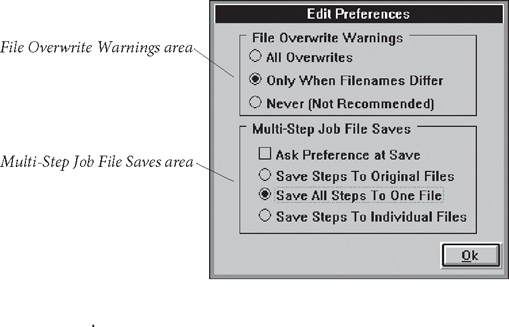 Edit Preferences
File Overwrite Warnings area
File Overwrite Warnings
All Overwrites
Only When Filenames Differ
Never (Not Recommended)
Multi-Step Job File Saves area
Multi-Step Job File Saves
Ask Preference at Save
Save Steps To Original Files
Save All Steps To One File
Save Steps To Individual Files
Ok